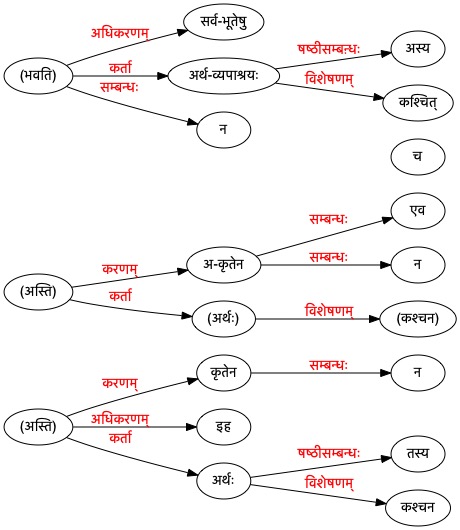 सर्व-भूतेषु
अधिकरणम्
(भवति)
कर्ता
अर्थ-व्यपाश्रयः
षष्ठीसम्बन्धः
अस्य
विशेषणम्
कश्चित्
सम्बन्धः
न
च
एव
सम्बन्धः
(अस्ति)
करणम्
अ-कृतेन
सम्बन्धः
न
कर्ता
(अर्थः)
विशेषणम्
(कश्चन)
करणम्
कृतेन
सम्बन्धः
न
(अस्ति)
अधिकरणम्
इह
कर्ता
अर्थः
षष्ठीसम्बन्धः
तस्य
विशेषणम्
कश्चन